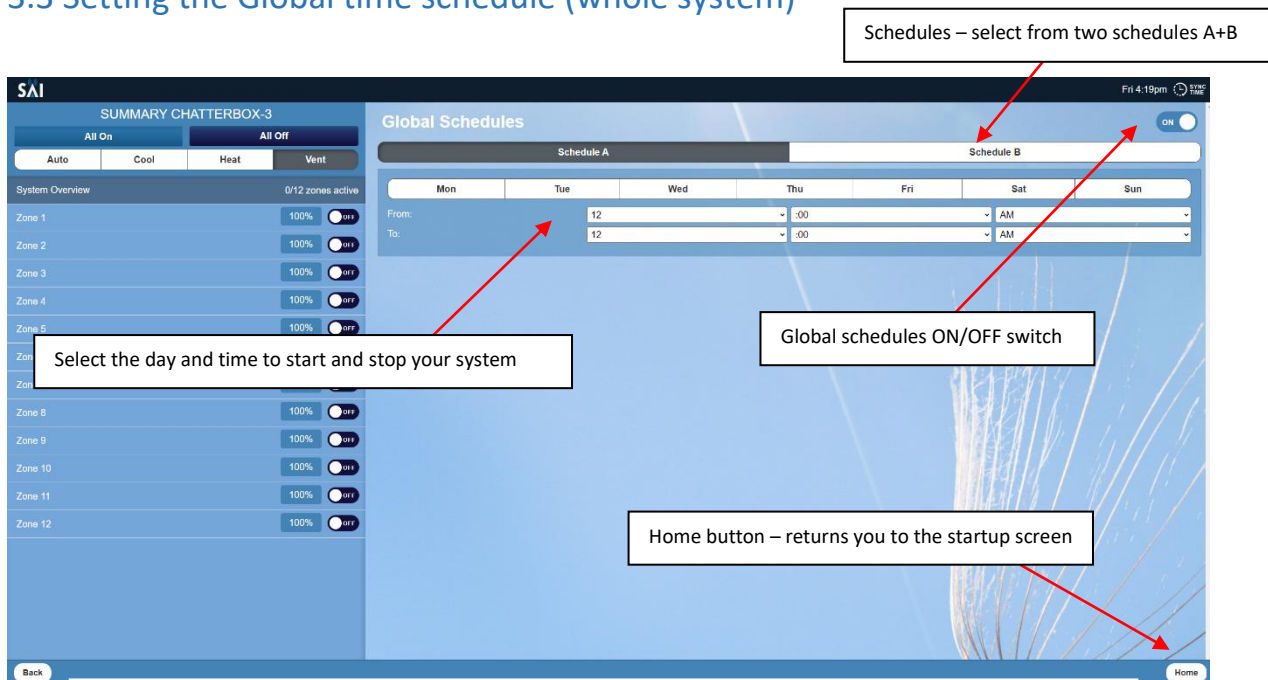 3.3 Setting the Global time schedule (whole system)
Schedules – select from two schedules A+B
SMAI
Fri 4:19pm SYNC TIME
SUMMARY CHATTERBOX-3
All On All Off
Auto Cool Heat Vent
System Overview 0/12 zones active
Zone 1 100% OFF
Zone 2 100% OFF
Zone 3 100% OFF
Zone 4 100% OFF
Zone 5 100% OFF
Zon
Zon
Zone 8 100% OFF
Zone 9 100% OFF
Zone 10 100% OFF
Zone 11 100% OFF
Zone 12 100% OFF
Global Schedules ON
Schedule A Schedule B
Mon Tue Wed Thu Fri Sat Sun
From: 12 :00 AM
To: 12 :00 AM
Select the day and time to start and stop your system
Global schedules ON/OFF switch
Home button – returns you to the startup screen
Back Home